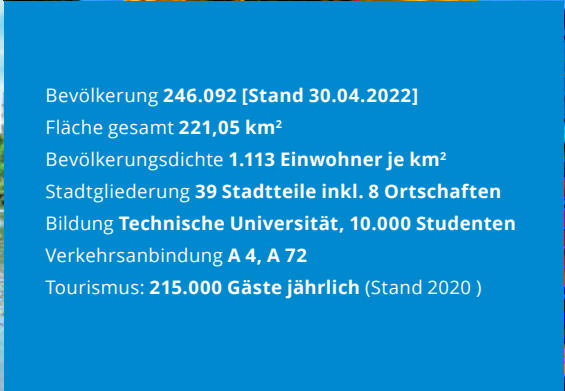 Bevölkerung 246.092 [Stand 30.04.2022]
Fläche gesamt 221,05 km²
Bevölkerungsdichte 1.113 Einwohner je km²
Stadtgliederung 39 Stadtteile inkl. 8 Ortschaften
Bildung Technische Universität, 10.000 Studenten
Verkehrsanbindung A 4, A 72
Tourismus: 215.000 Gäste jährlich (Stand 2020 )